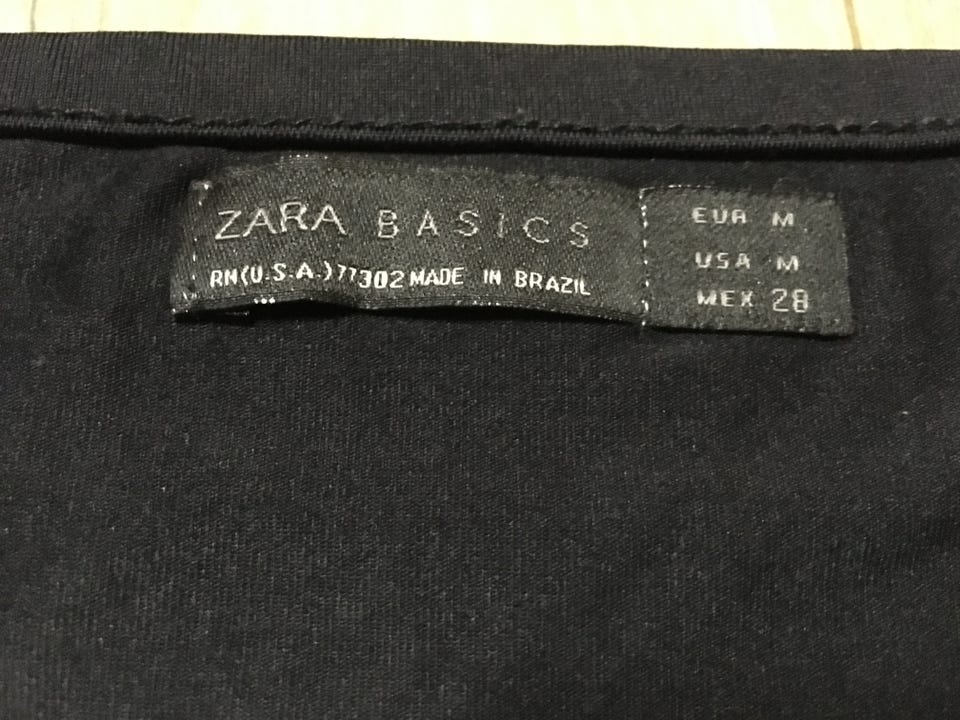 ZARA BASICS
RN(U.S.A.)77302 MADE IN BRAZIL
EUR M
USA M
MEX 28